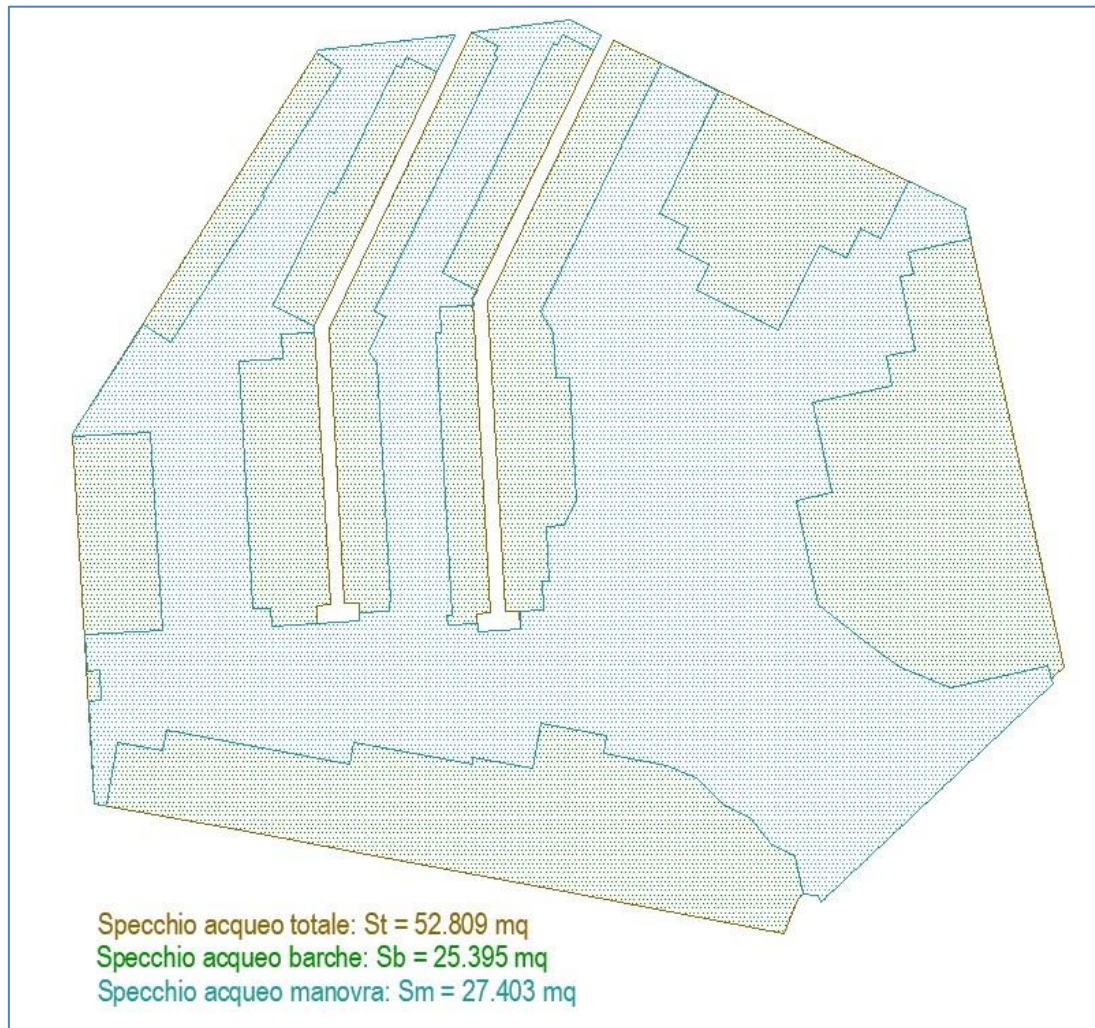 Specchio acqueo totale: St = 52.809 mq
Specchio acqueo barche: Sb = 25.395 mq
Specchio acqueo manovra: Sm = 27.403 mq